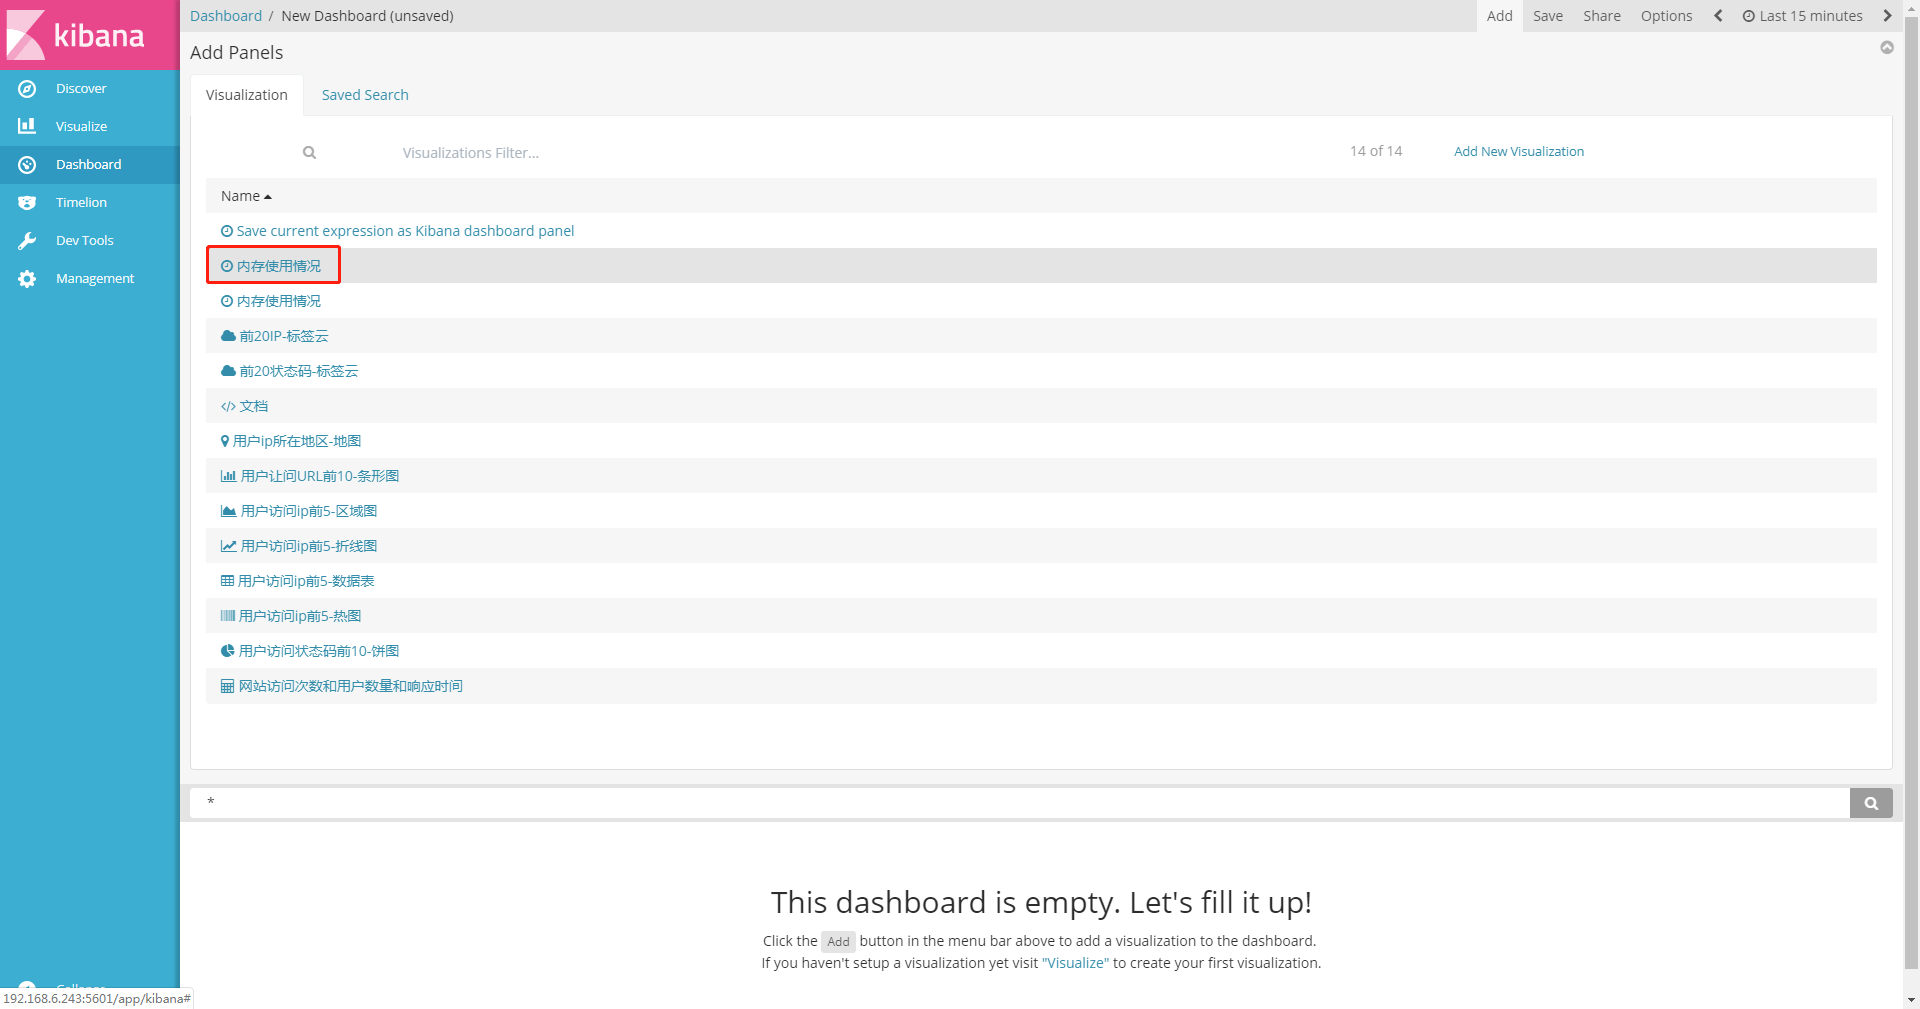 kibana
Discover
Visualize
Dashboard
Timelion
Dev Tools
Management
192.168.6.243:5601/app/kibana#
Dashboard / New Dashboard (unsaved)
Add Save Share Options Last 15 minutes
Add Panels
Visualization Saved Search
Visualizations Filter...
14 of 14
Add New Visualization
Name
Save current expression as Kibana dashboard panel
内存使用情况
内存使用情况
前20IP-标签云
前20状态码-标签云
</> 文档
用户ip所在地区-地图
用户让问URL前10-条形图
用户访问ip前5-区域图
用户访问ip前5-折线图
用户访问ip前5-数据表
用户访问ip前5-热图
用户访问状态码前10-饼图
网站访问次数和用户数量和响应时间
*
This dashboard is empty. Let's fill it up!
Click the Add button in the menu bar above to add a visualization to the dashboard.
If you haven't setup a visualization yet visit "Visualize" to create your first visualization.